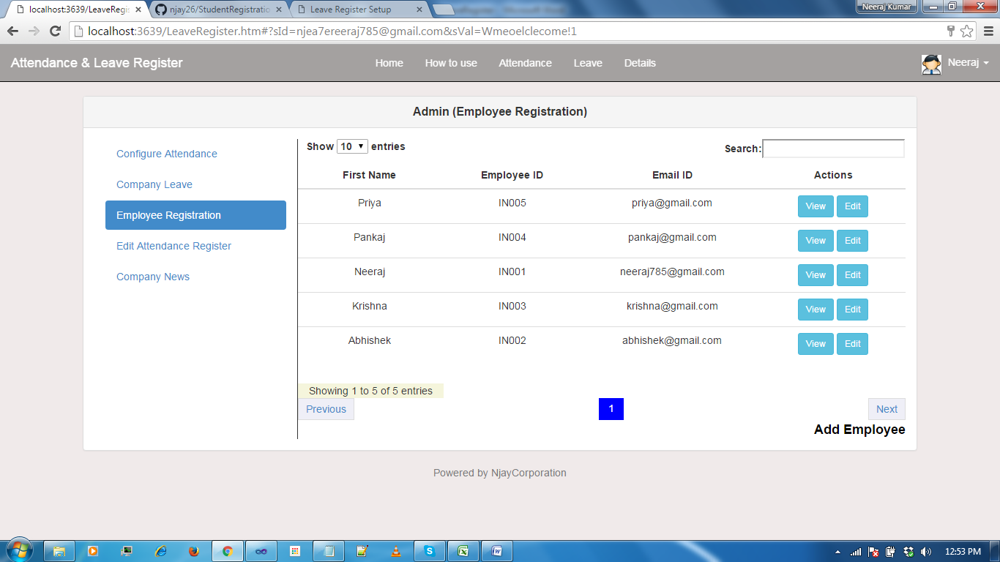 localhost:3639/LeaveRegis njay26/StudentRegistratio Leave Register Setup Neeraj Kumar
localhost:3639/LeaveRegister.htm#?sId=njea7ereeraj785@gmail.com&sVal=Wmeoelclecome!1
Attendance & Leave Register Home How to use Attendance Leave Details Neeraj
Admin (Employee Registration)
Configure Attendance
Company Leave
Employee Registration
Edit Attendance Register
Company News
Show 10 entries Search:
First Name Employee ID Email ID Actions
Priya IN005 priya@gmail.com View Edit
Pankaj IN004 pankaj@gmail.com View Edit
Neeraj IN001 neeraj785@gmail.com View Edit
Krishna IN003 krishna@gmail.com View Edit
Abhishek IN002 abhishek@gmail.com View Edit
Showing 1 to 5 of 5 entries
Previous 1 Next
Add Employee
Powered by NjayCorporation
12:53 PM